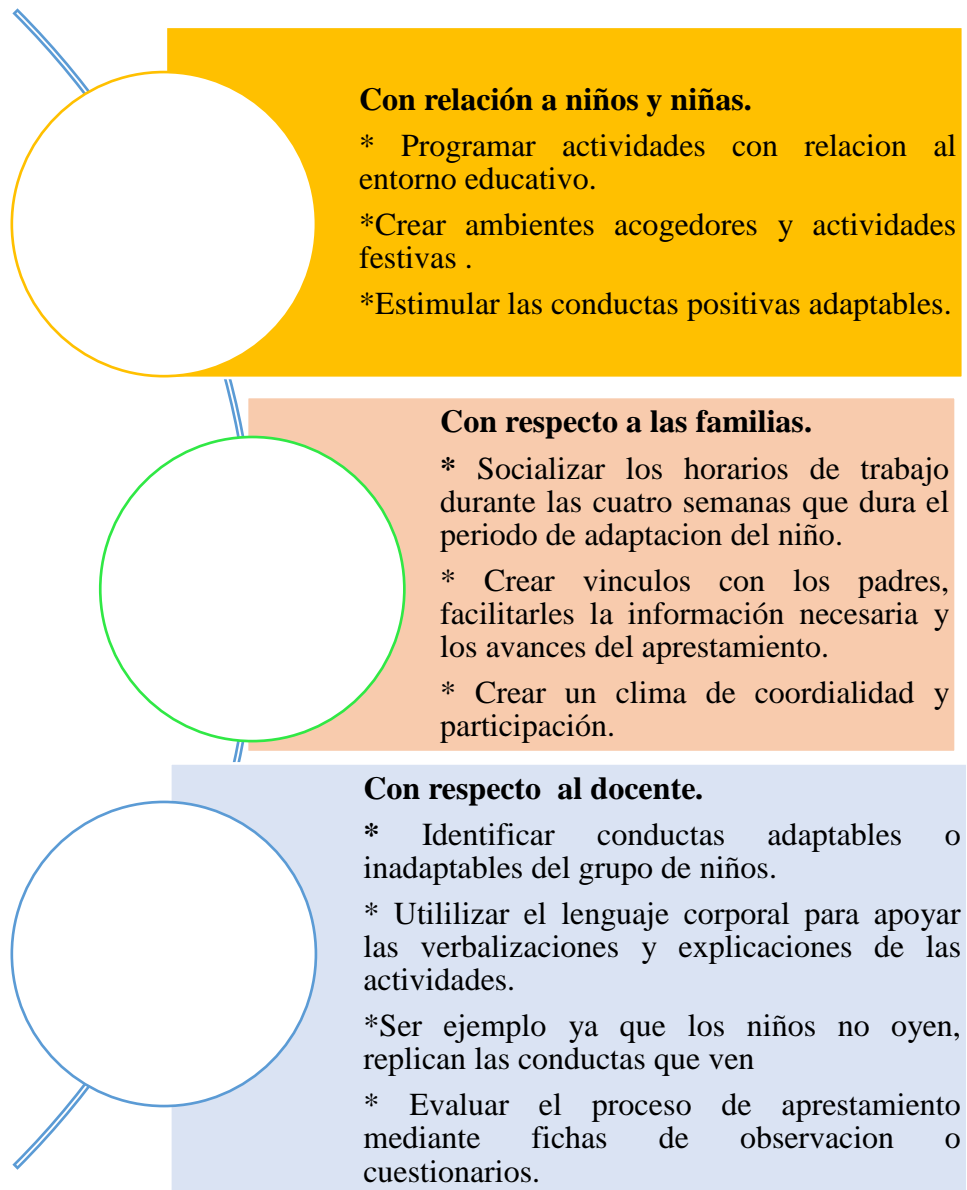 Con relación a niños y niñas.
* Programar actividades con relacion al
entorno educativo.
*Crear ambientes acogedores y actividades
festivas .
*Estimular las conductas positivas adaptables.
Con respecto a las familias.
* Socializar los horarios de trabajo
durante las cuatro semanas que dura el
periodo de adaptacion del niño.
* Crear vinculos con los padres,
facilitarles la información necesaria y
los avances del aprestamiento.
* Crear un clima de coordialidad y
participación.
Con respecto al docente.
* Identificar conductas adaptables o
inadaptables del grupo de niños.
* Utililizar el lenguaje corporal para apoyar
las verbalizaciones y explicaciones de las
actividades.
*Ser ejemplo ya que los niños no oyen,
replican las conductas que ven
* Evaluar el proceso de aprestamiento
mediante fichas de observacion o
cuestionarios.